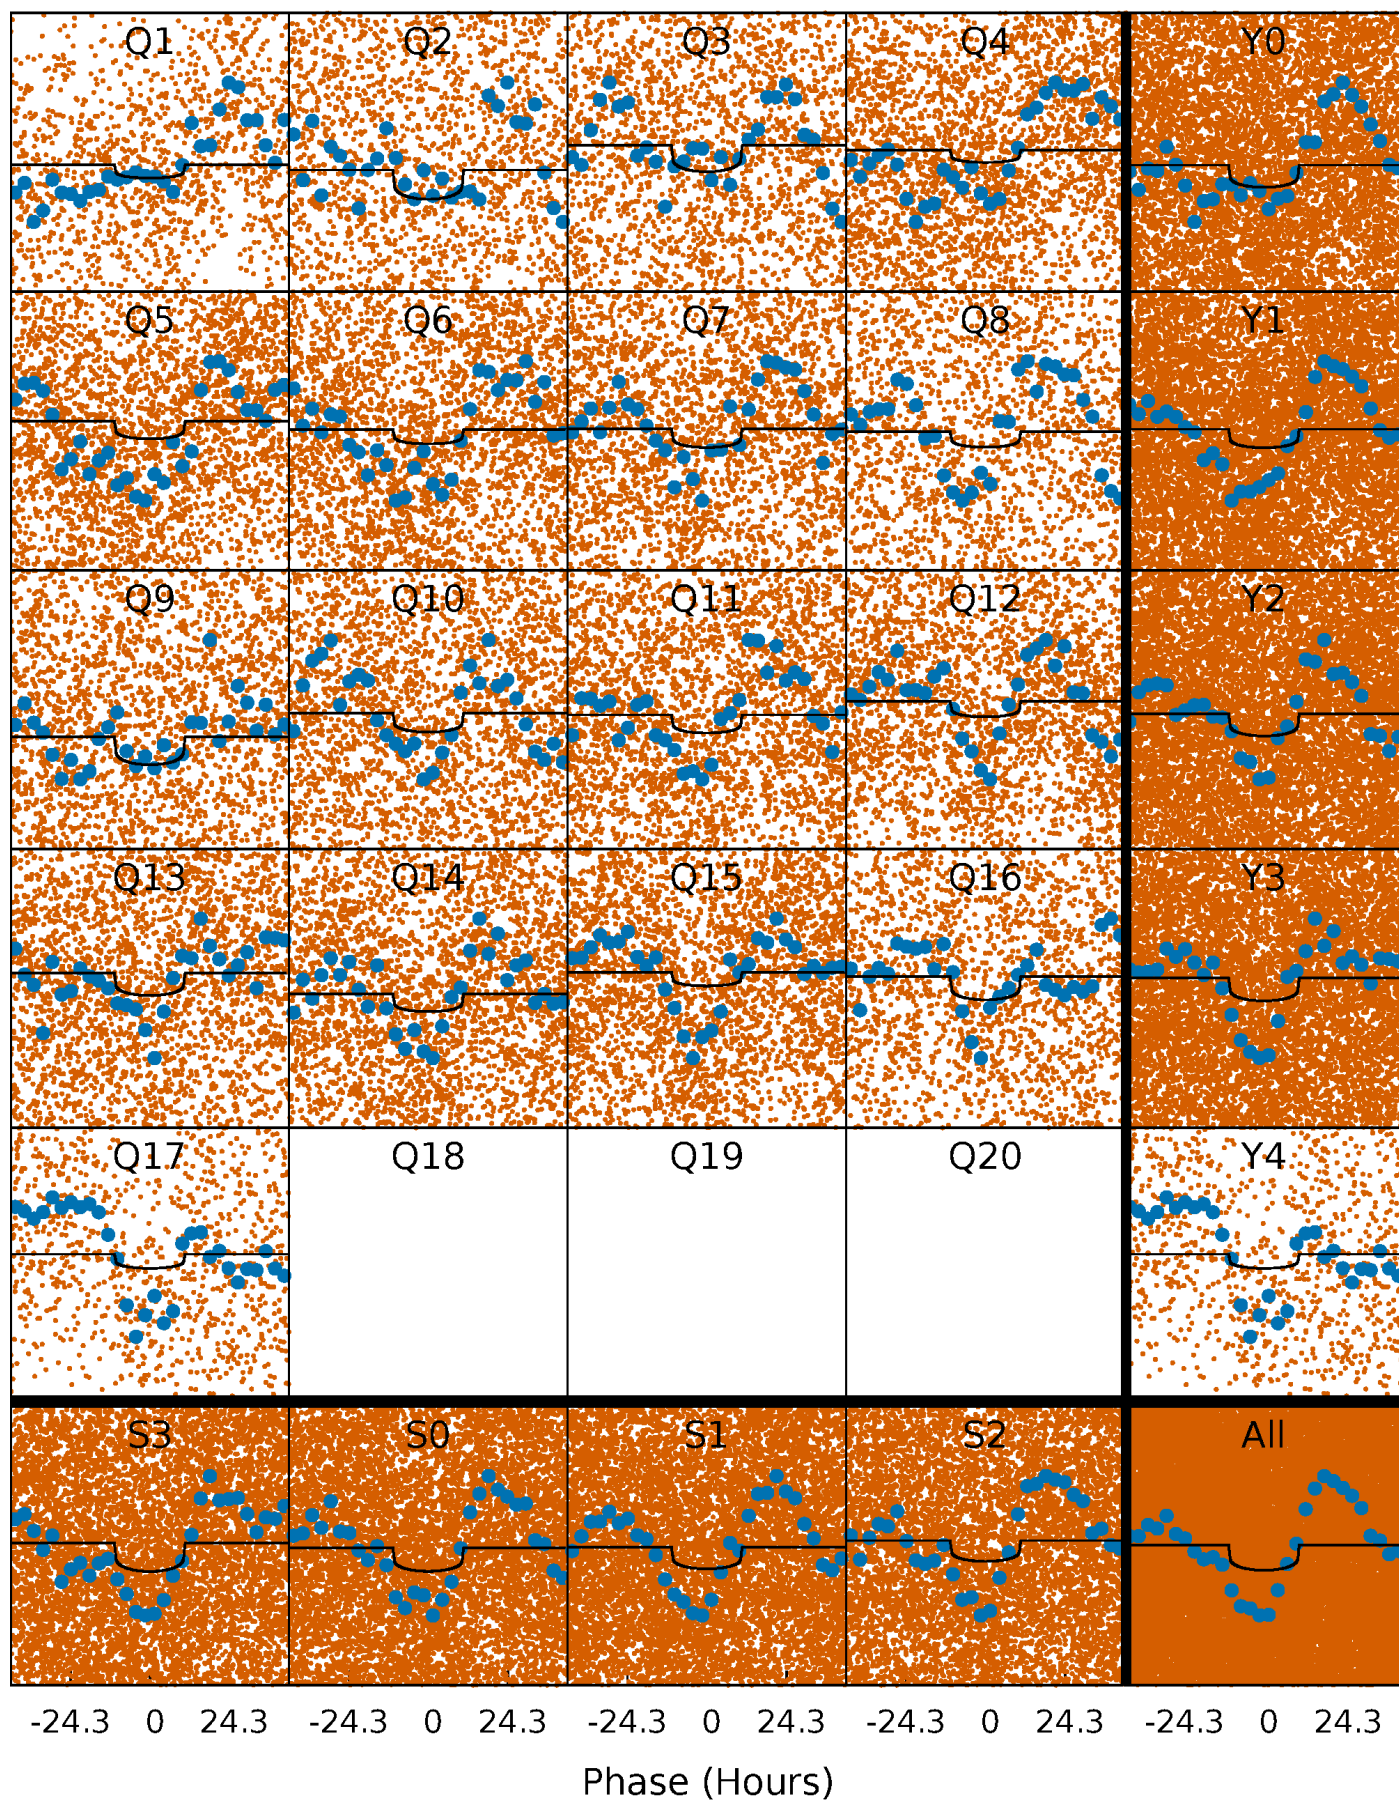 Q1 Q2 Q3 Q4 Y0
Q5 Q6 Q7 Q8 Y1
Q9 Q10 Q11 Q12 Y2
Q13 Q14 Q15 Q16 Y3
Q17 Q18 Q19 Q20 Y4
S3 S0 S1 S2 All
-24.3 0 24.3 -24.3 0 24.3 -24.3 0 24.3 -24.3 0 24.3 -24.3 0 24.3
Phase (Hours)